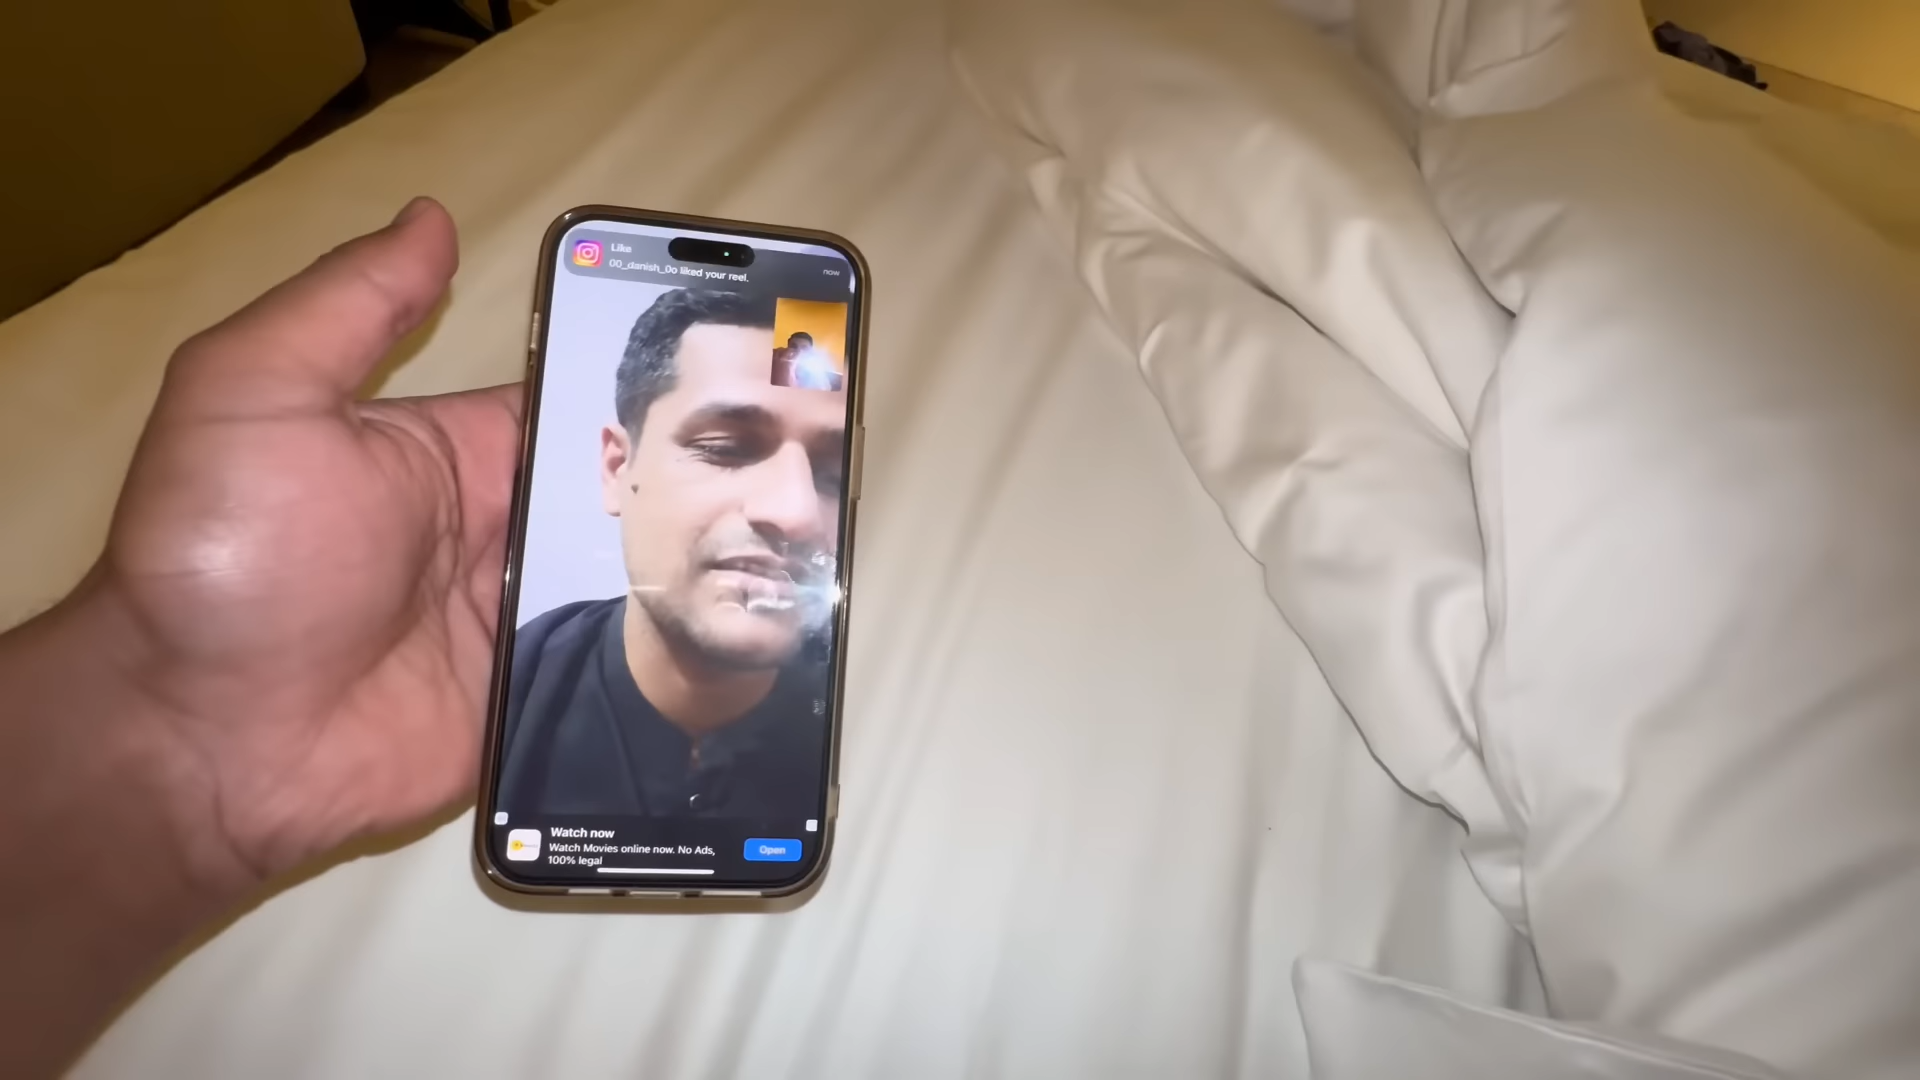 Like
00_danish_0o liked your reel.
now
Watch now
Watch Movies online now. No Ads,
100% legal
Open